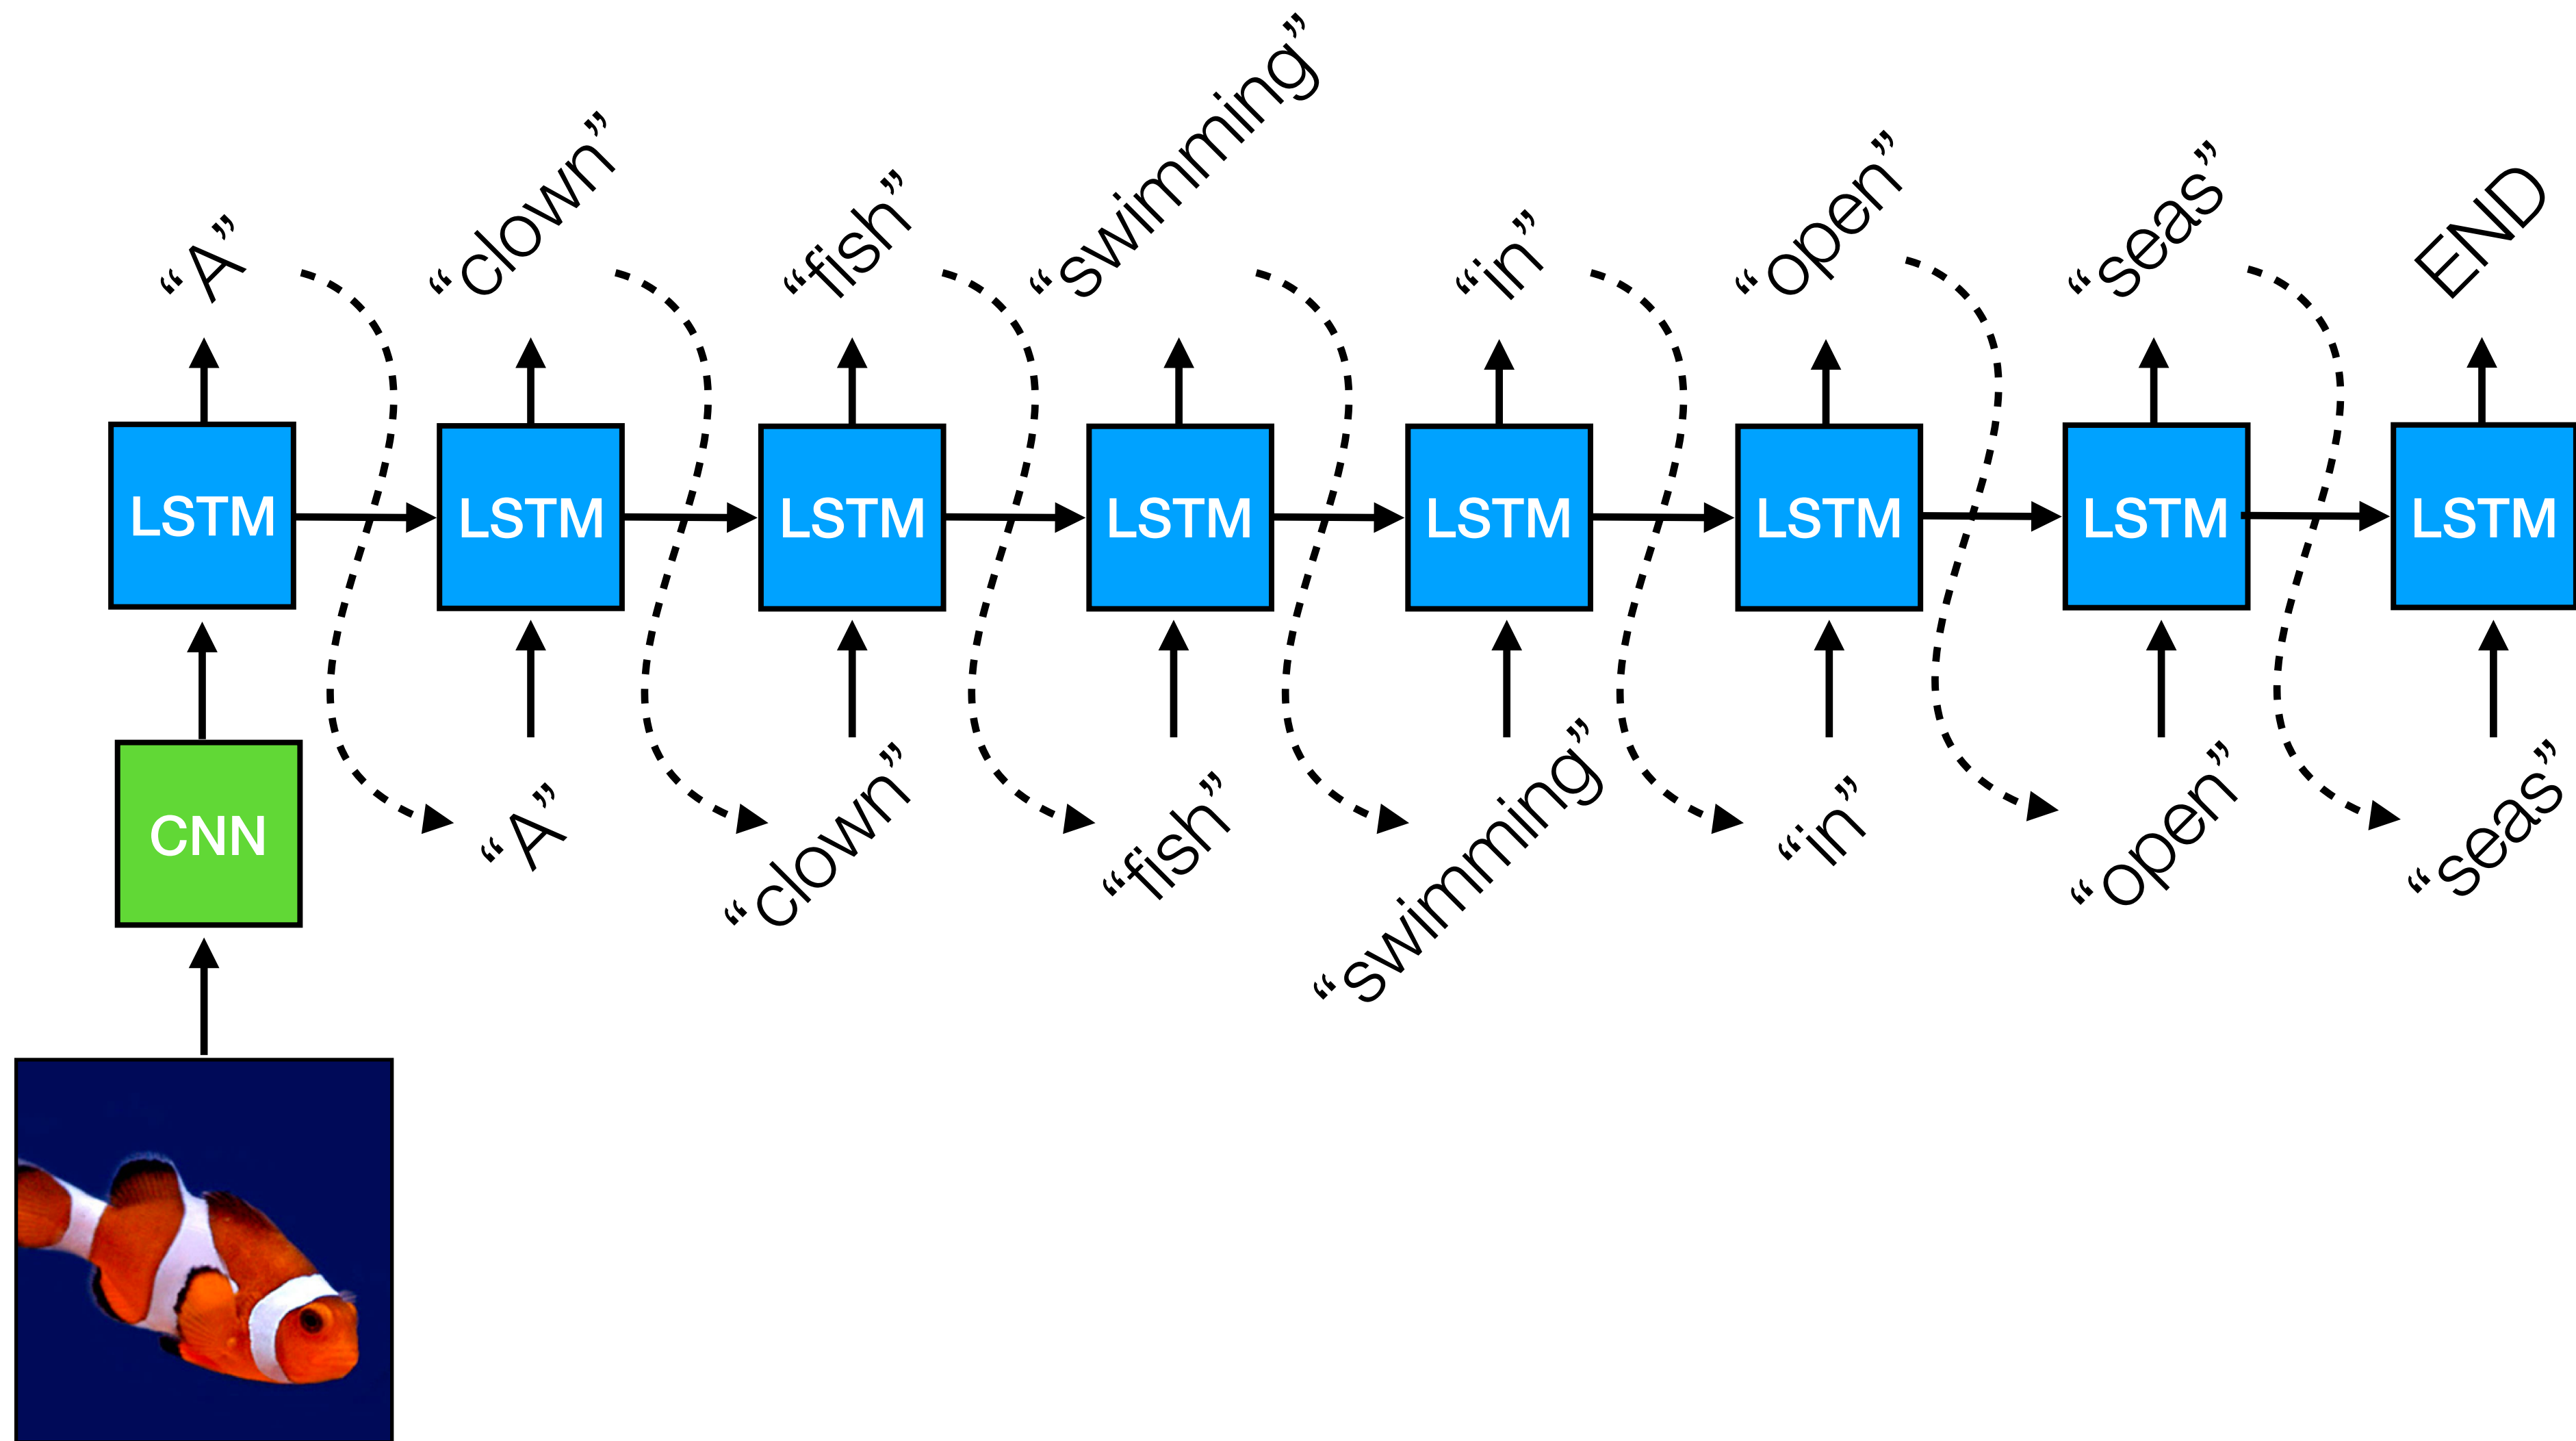 “A” “clown” “fish” “swimming” “in” “open” “seas” END
LSTM LSTM LSTM LSTM LSTM LSTM LSTM LSTM
CNN “A” “clown” “fish” “swimming” “in” “open” “seas”